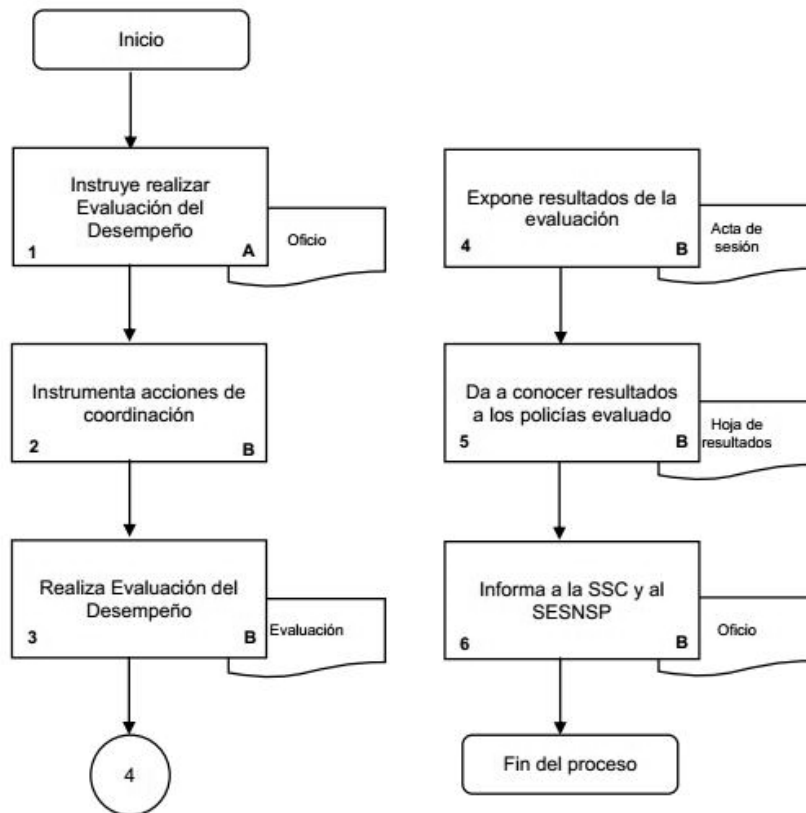 Inicio
Instruye realizar
Evaluación del
Desempeño
1
A
Oficio
Instrumenta acciones de
coordinación
2
B
Realiza Evaluación del
Desempeño
3
B
Evaluación
4
Expone resultados de la
evaluación
4
B
Acta de
sesión
Da a conocer resultados
a los policías evaluado
5
B
Hoja de
resultados
Informa a la SSC y al
SESNSP
6
B
Oficio
Fin del proceso